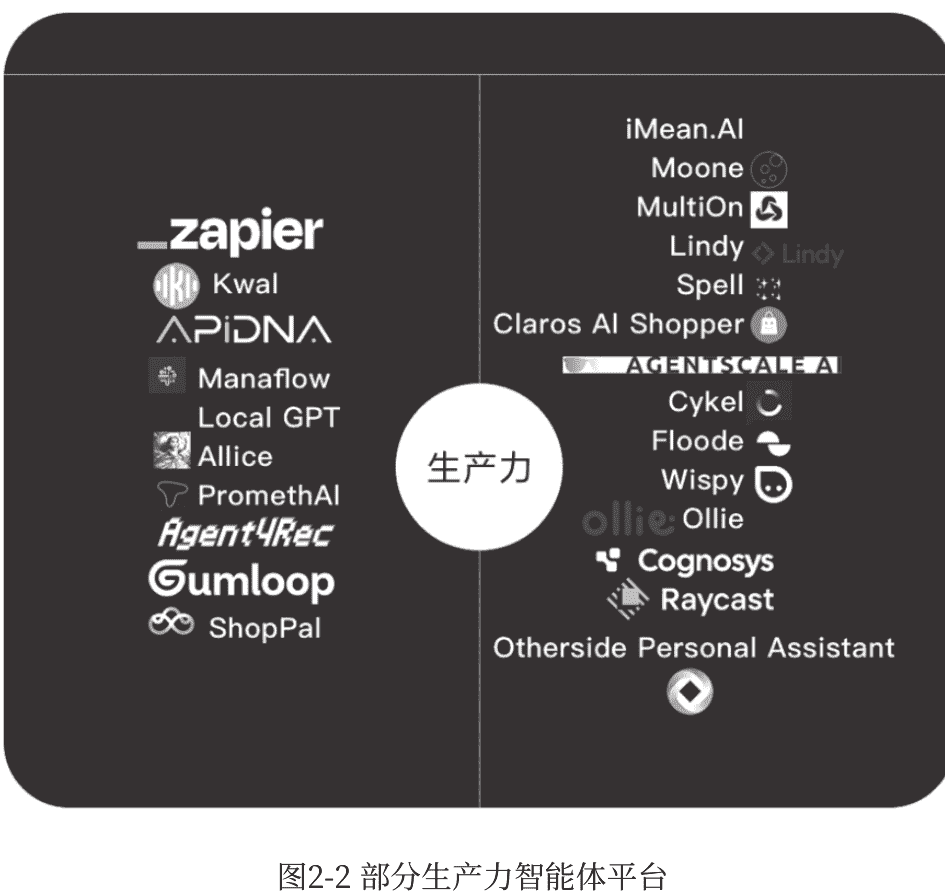 _zapier
Kwal
APiDNA
Manaflow
Local GPT
Allice
PromethAI
Agent4Rec
Gumloop
ShopPal
生产力
iMean.AI
Moone
MultiOn
Lindy Lindy
Spell
Claros AI Shopper
AGENTSCALE AI
Cykel
Floode
Wispy
ollie: Ollie
Cognosys
Raycast
Otherside Personal Assistant
图2-2 部分生产力智能体平台